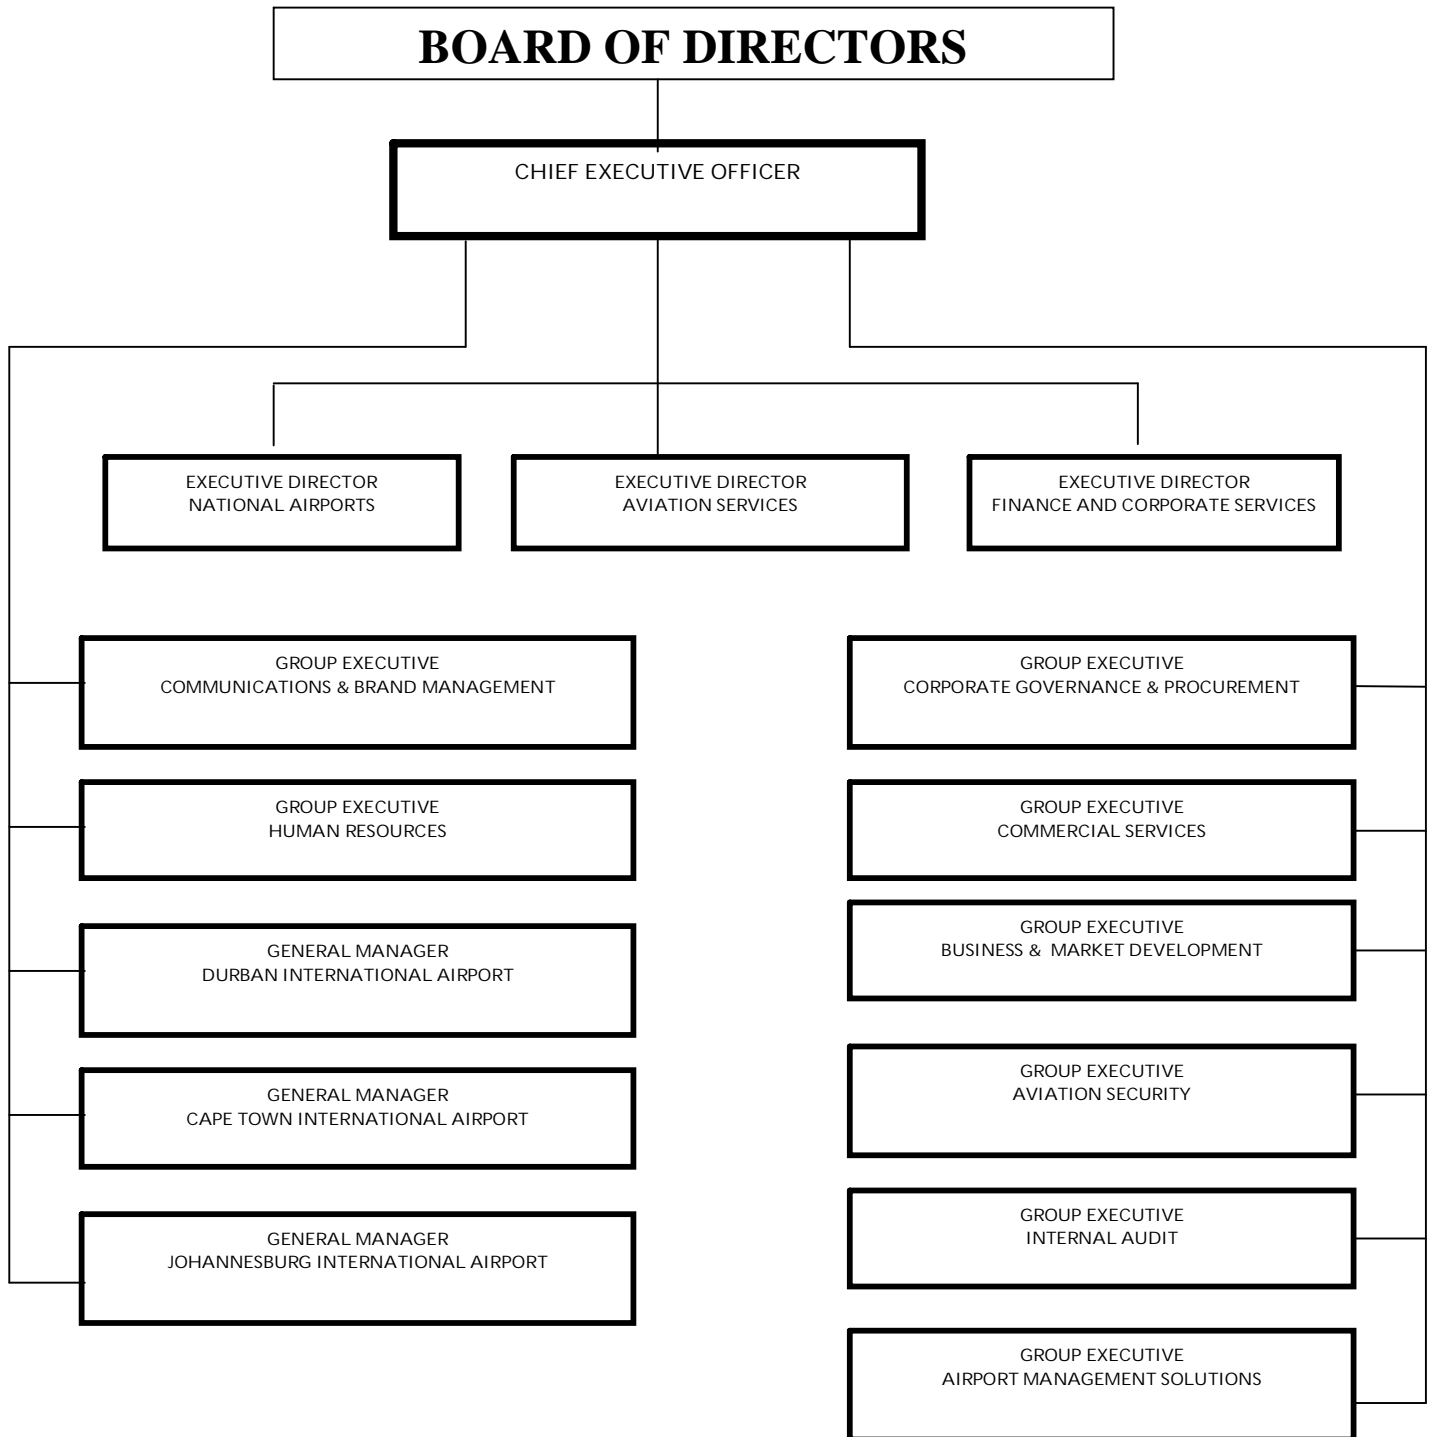 BOARD OF DIRECTORS
CHIEF EXECUTIVE OFFICER
EXECUTIVE DIRECTOR
NATIONAL AIRPORTS
EXECUTIVE DIRECTOR
AVIATION SERVICES
EXECUTIVE DIRECTOR
FINANCE AND CORPORATE SERVICES
GROUP EXECUTIVE
COMMUNICATIONS & BRAND MANAGEMENT
GROUP EXECUTIVE
HUMAN RESOURCES
GENERAL MANAGER
DURBAN INTERNATIONAL AIRPORT
GENERAL MANAGER
CAPE TOWN INTERNATIONAL AIRPORT
GENERAL MANAGER
JOHANNESBURG INTERNATIONAL AIRPORT
GROUP EXECUTIVE
CORPORATE GOVERNANCE & PROCUREMENT
GROUP EXECUTIVE
COMMERCIAL SERVICES
GROUP EXECUTIVE
BUSINESS & MARKET DEVELOPMENT
GROUP EXECUTIVE
AVIATION SECURITY
GROUP EXECUTIVE
INTERNAL AUDIT
GROUP EXECUTIVE
AIRPORT MANAGEMENT SOLUTIONS